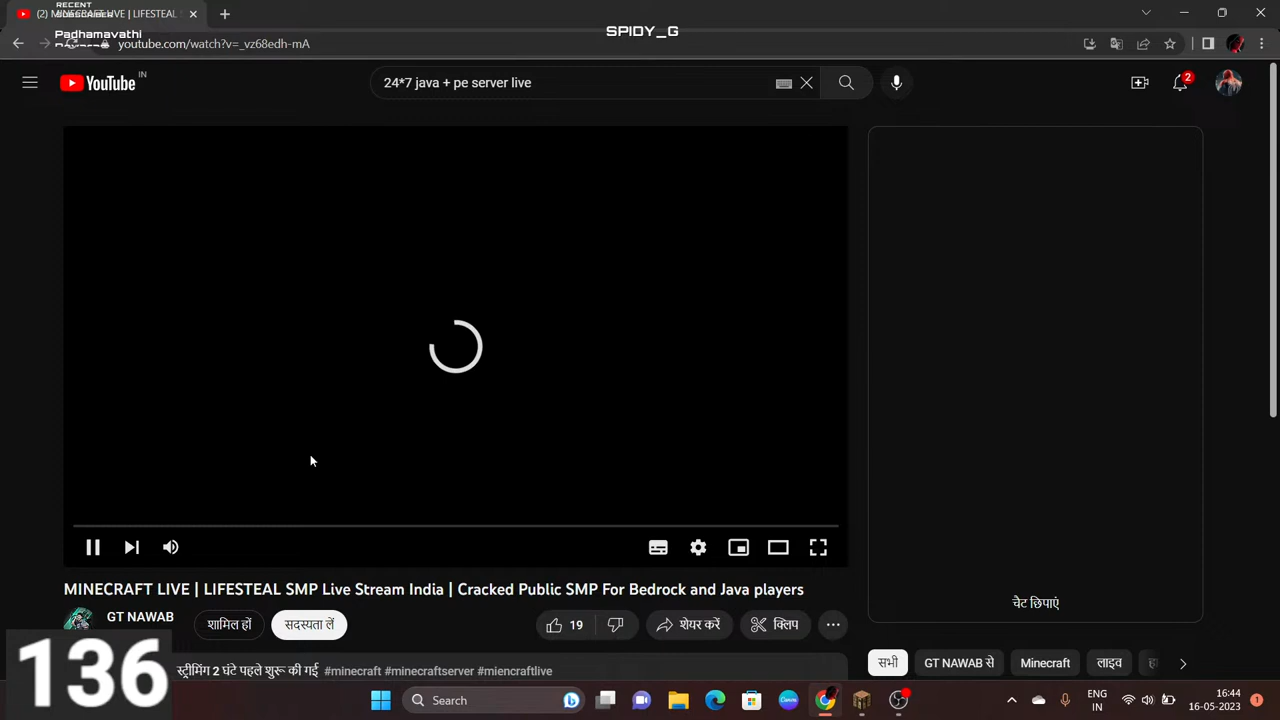 RECENT
(2) MINECRAFT LIVE | LIFESTEAL
SPIDY_G
Padhamavathi
youtube.com/watch?v=_vz68edh-mA
YouTube IN
24*7 java + pe server live
2
MINECRAFT LIVE | LIFESTEAL SMP Live Stream India | Cracked Public SMP For Bedrock and Java players
GT NAWAB
शामिल हों
सदस्यता लें
19
शेयर करें
क्लिप
चैट छिपाएं
136
स्ट्रीमिंग 2 घंटे पहले शुरू की गई #minecraft #minecraftserver #miencraftlive
सभी
GT NAWAB से
Minecraft
लाइव
Search
ENG
IN
16:44
16-05-2023
1